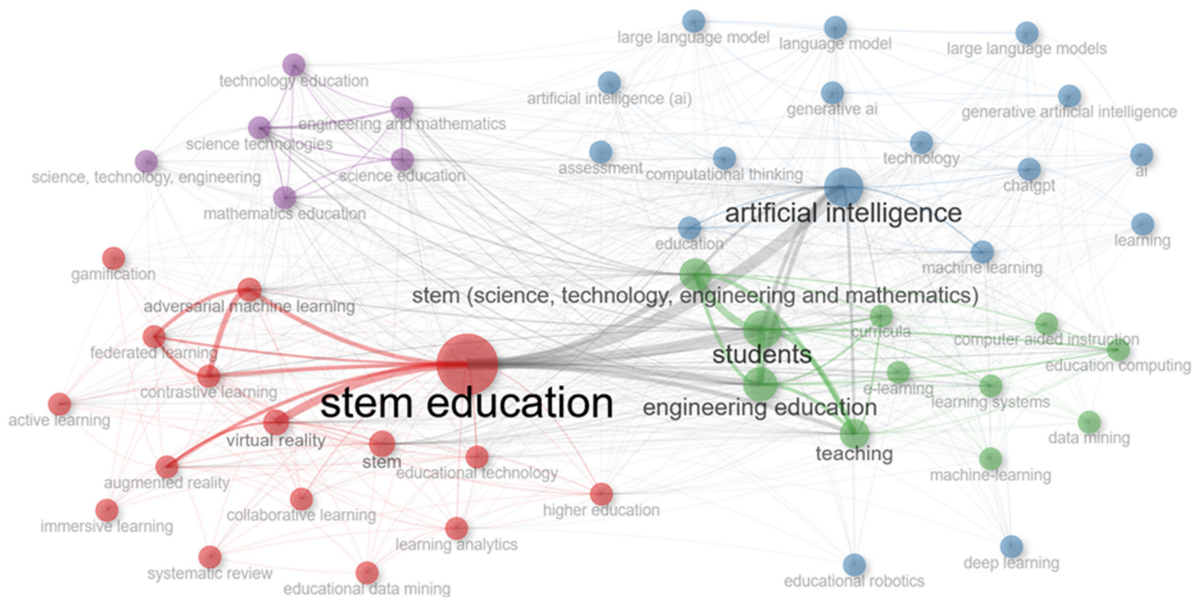 large language model
language model
large language models
technology education
artificial intelligence (ai)
generative ai
generative artificial intelligence
engineering and mathematics
science technologies
technology
science, technology, engineering
science education
assessment
computational thinking
chatgpt
ai
mathematics education
artificial intelligence
education
learning
gamification
machine learning
stem (science, technology, engineering and mathematics)
adversarial machine learning
curricula
computer aided instruction
federated learning
students
education computing
contrastive learning
e-learning
learning systems
stem education
engineering education
active learning
virtual reality
data mining
stem
teaching
educational technology
machine-learning
augmented reality
higher education
collaborative learning
immersive learning
learning analytics
deep learning
systematic review
educational data mining
educational robotics